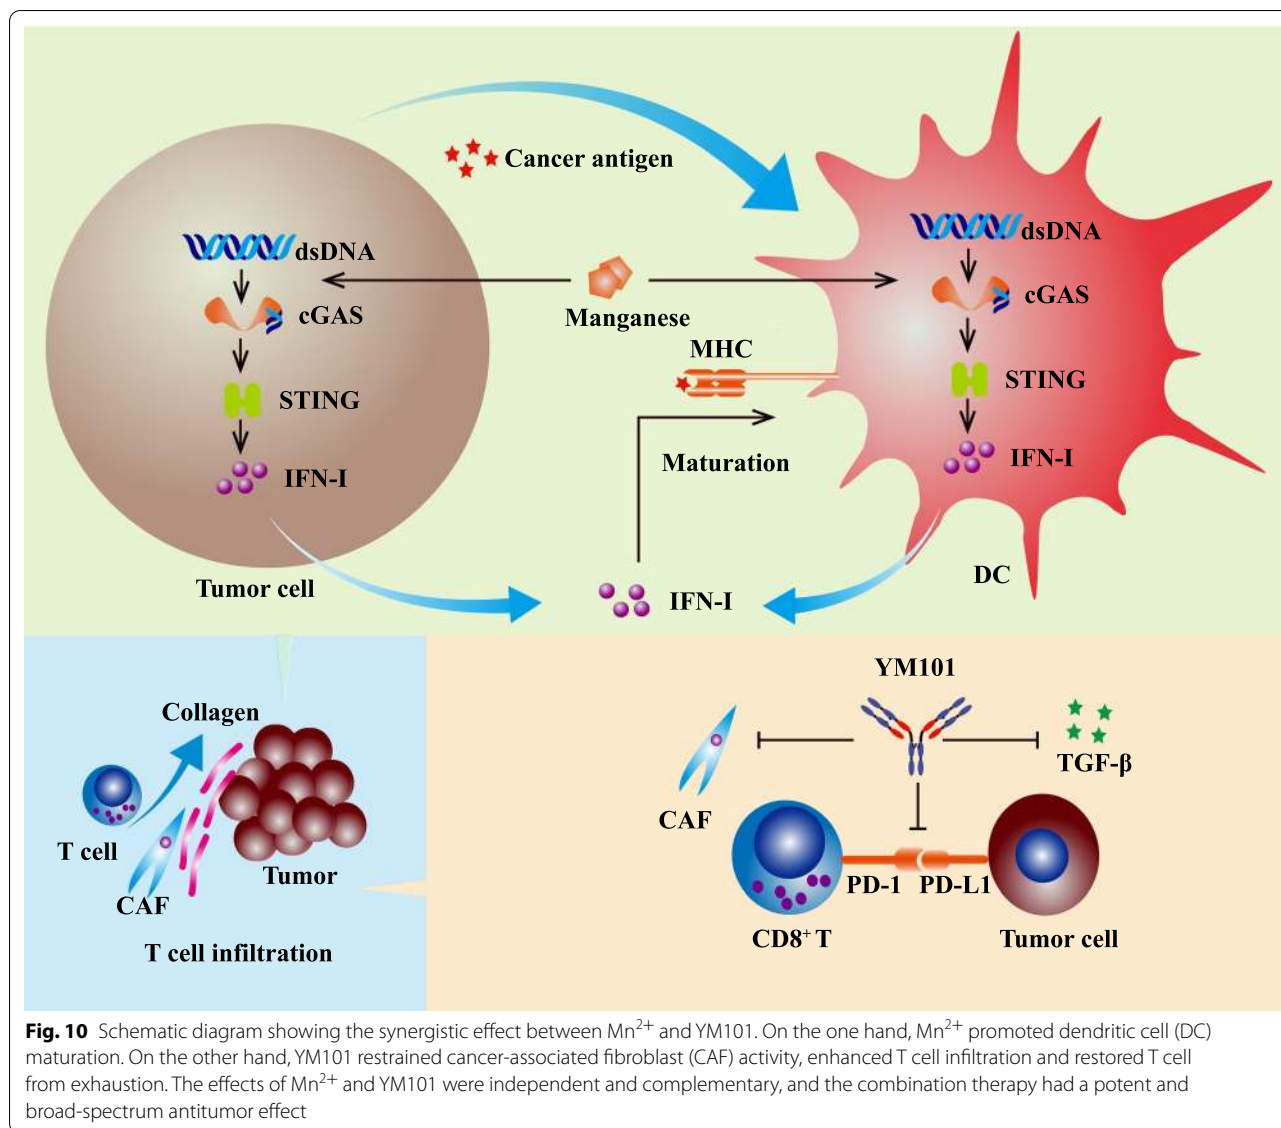 Cancer antigen
dsDNA
cGAS
STING
IFN-I
Tumor cell
Manganese
MHC
Maturation
IFN-I
dsDNA
cGAS
STING
IFN-I
DC
Collagen
T cell
CAF
Tumor
T cell infiltration
YM101
CAF
TGF-β
PD-1
PD-L1
CD8⁺ T
Tumor cell
Fig. 10 Schematic diagram showing the synergistic effect between Mn²⁺ and YM101. On the one hand, Mn²⁺ promoted dendritic cell (DC)
maturation. On the other hand, YM101 restrained cancer-associated fibroblast (CAF) activity, enhanced T cell infiltration and restored T cell
from exhaustion. The effects of Mn²⁺ and YM101 were independent and complementary, and the combination therapy had a potent and
broad-spectrum antitumor effect